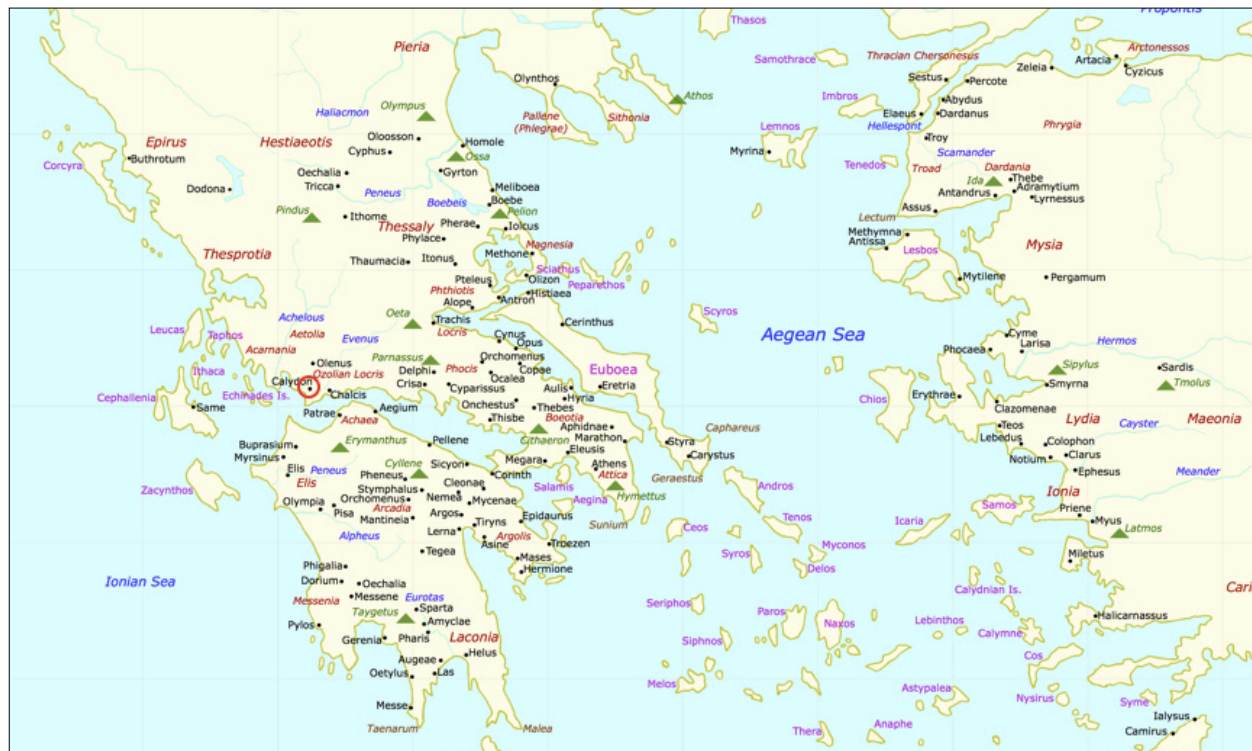 Propontis
Thasos
Pieria
Samothrace
Thracian Chersonesus
Arctonessos
Artacia
Zeleia
Cyzicus
Olynthos
Sestus
Percote
Athos
Imbros
Abydus
Olympus
Haliacmon
Pallene
(Phlegrae)
Sithonia
Elaeus
Dardanus
Hellespont
Lemnos
Phrygia
Epirus
Hestiaeotis
Oloosson
Homole
Troy
Cyphus
Ossa
Myrina
Scamander
Buthrotum
Corcyra
Tenedos
Troad
Dardania
Oechalia
Gyrton
Ida
Thebe
Tricca
Dodona
Peneus
Meliboea
Antandrus
Adramytium
Lyrnessus
Boebeis
Boebe
Assus
Pindus
Ithome
Pelion
Lectum
Thessaly
Pherae
Iolcus
Methymna
Phylace
Antissa
Magnesia
Lesbos
Mysia
Thesprotia
Methone
Thaumacia
Itonus
Sciathus
Olizon
Mytilene
Pergamum
Pteleus
Peparethos
Phthiotis
Antron
Histiaea
Alope
Scyros
Achelous
Oeta
Trachis
Cerinthus
Leucas
Taphos
Aetolia
Evenus
Locris
Aegean Sea
Cyme
Hermos
Cynus
Opus
Phocaea
Larisa
Acarnania
Parnassus
Orchomenus
Olenus
Phocis
Copae
Sipylus
Sardis
Ithaca
Ozolian Locris
Delphi
Ocalea
Euboea
Calydon
Crisa
Cyparissus
Aulis
Eretria
Smyrna
Tmolus
Cephallenia
Echinades Is.
Chalcis
Hyria
Chios
Erythrae
Same
Onchestus
Thebes
Clazomenae
Patrae
Aegium
Achaea
Thisbe
Boeotia
Teos
Lydia
Maeonia
Aphidnae
Caphareus
Cayster
Buprasium
Erymanthus
Pellene
Cithaeron
Marathon
Styra
Lebedus
Colophon
Myrsinus
Eleusis
Carystus
Notium
Clarus
Peneus
Cyllene
Sicyon
Megara
Athens
Ephesus
Meander
Elis
Elis
Pheneus
Corinth
Attica
Geraestus
Zacynthos
Stymphalus
Cleonae
Salamis
Hymettus
Andros
Ionia
Olympia
Orchomenus
Nemea
Mycenae
Aegina
Samos
Pisa
Arcadia
Argos
Priene
Mantineia
Epidaurus
Sunium
Ceos
Tenos
Icaria
Myus
Alpheus
Lerna
Tiryns
Argolis
Latmos
Asine
Troezen
Myconos
Tegea
Mases
Syros
Delos
Miletus
Phigalia
Hermione
Ionian Sea
Dorium
Oechalia
Calydnian Is.
Cari
Messenia
Messene
Eurotas
Seriphos
Paros
Taygetus
Sparta
Naxos
Lebinthos
Halicarnassus
Pylos
Amyclae
Gerenia
Pharis
Laconia
Siphnos
Calymne
Helus
Cos
Augeae
Oetylus
Las
Melos
Astypalea
Nysirus
Syme
Messe
Ialysus
Taenarum
Malea
Thera
Anaphe
Camirus